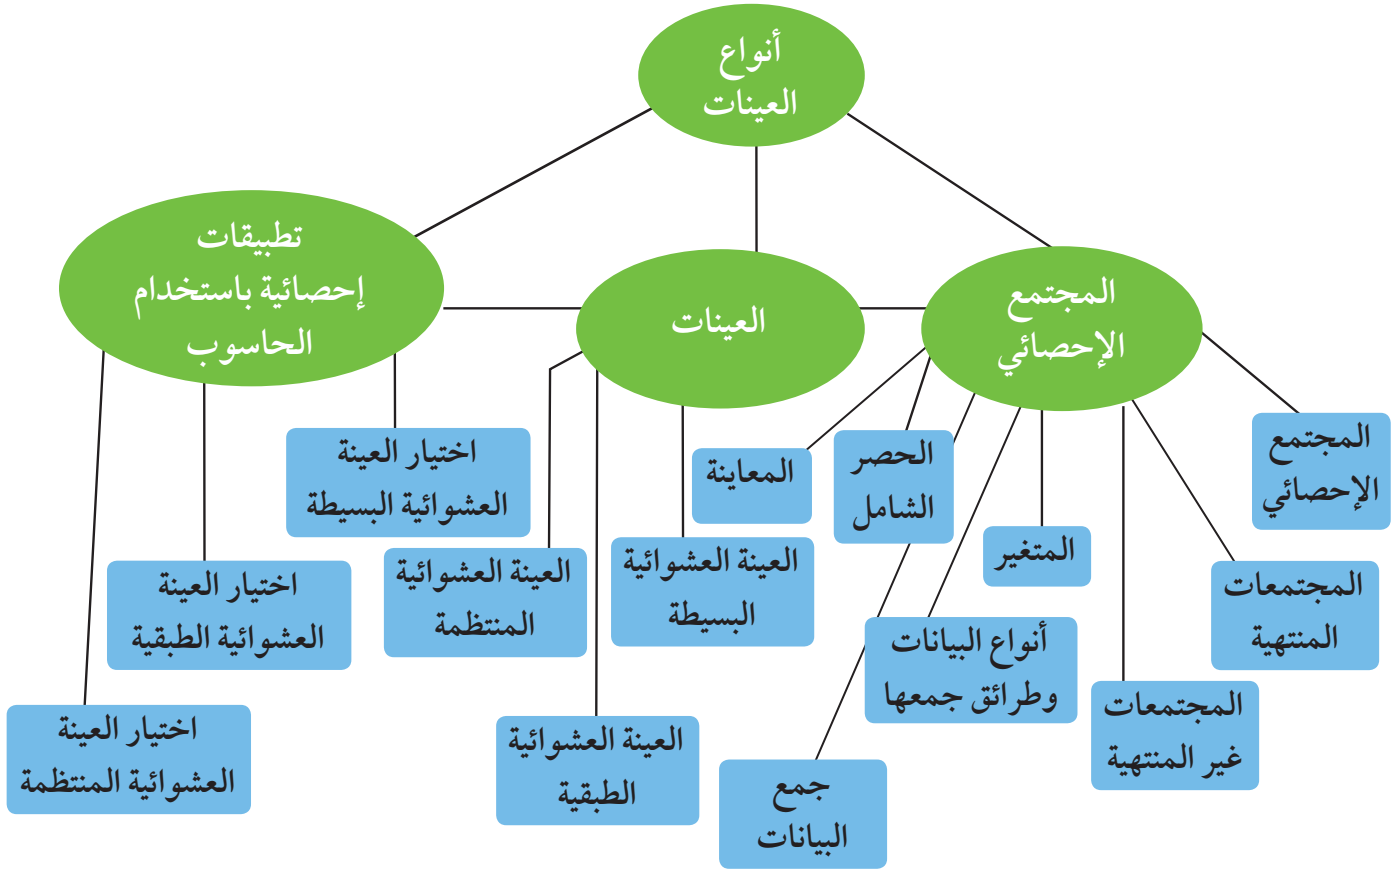 أنواع
العينات
المجتمع
الإحصائي
العينات
تطبيقات
إحصائية باستخدام
الحاسوب
المجتمع
الإحصائي
المجتمعات
المنتهية
المجتمعات
غير المنتهية
المتغير
أنواع البيانات
وطرائق جمعها
جمع
البيانات
الحصر
الشامل
المعاينة
العينة العشوائية
البسيطة
العينة العشوائية
الطبقية
العينة العشوائية
المنتظمة
اختيار العينة
العشوائية البسيطة
اختيار العينة
العشوائية الطبقية
اختيار العينة
العشوائية المنتظمة